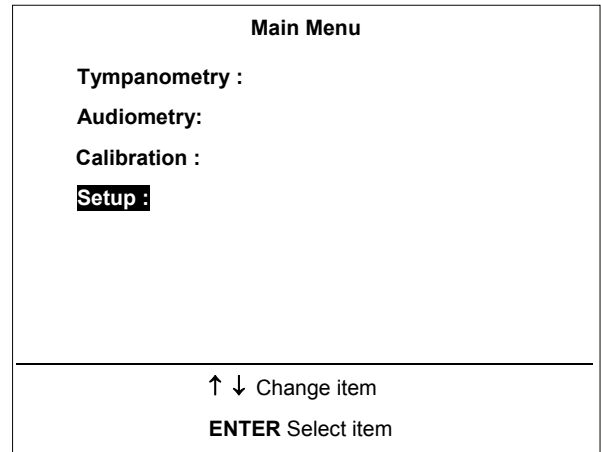 Main Menu
Tympanometry :
Audiometry:
Calibration :
Setup :
↑ ↓ Change item
ENTER Select item